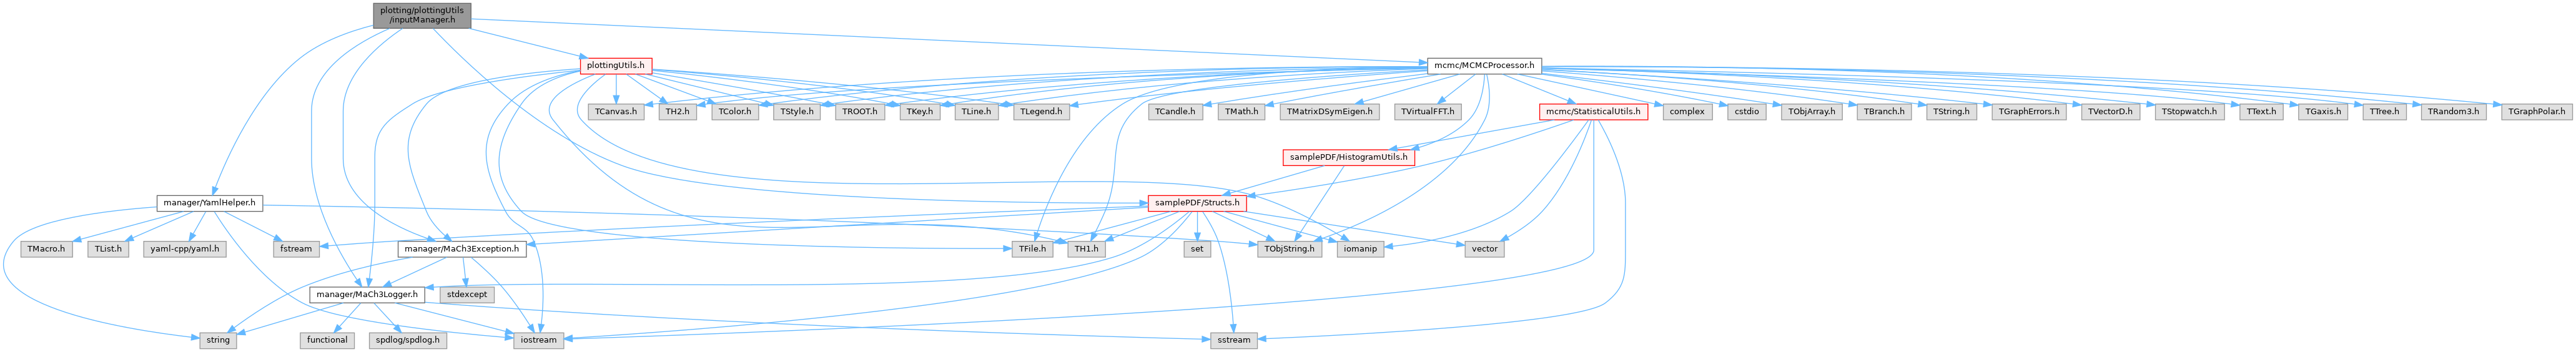 plotting/plottingUtils
/inputManager.h
plottingUtils.h
mcmc/MCMCProcessor.h
TCanvas.h
TH2.h
TColor.h
TStyle.h
TROOT.h
TKey.h
TLine.h
TLegend.h
TCandle.h
TMath.h
TMatrixDSymEigen.h
TVirtualFFT.h
mcmc/StatisticalUtils.h
complex
cstdio
TObjArray.h
TBranch.h
TString.h
TGraphErrors.h
TVectorD.h
TStopwatch.h
TText.h
TGaxis.h
TTree.h
TRandom3.h
TGraphPolar.h
samplePDF/HistogramUtils.h
manager/YamlHelper.h
samplePDF/Structs.h
TMacro.h
TList.h
yaml-cpp/yaml.h
fstream
manager/MaCh3Exception.h
TFile.h
TH1.h
set
TObjString.h
iomanip
vector
manager/MaCh3Logger.h
stdexcept
string
functional
spdlog/spdlog.h
iostream
sstream